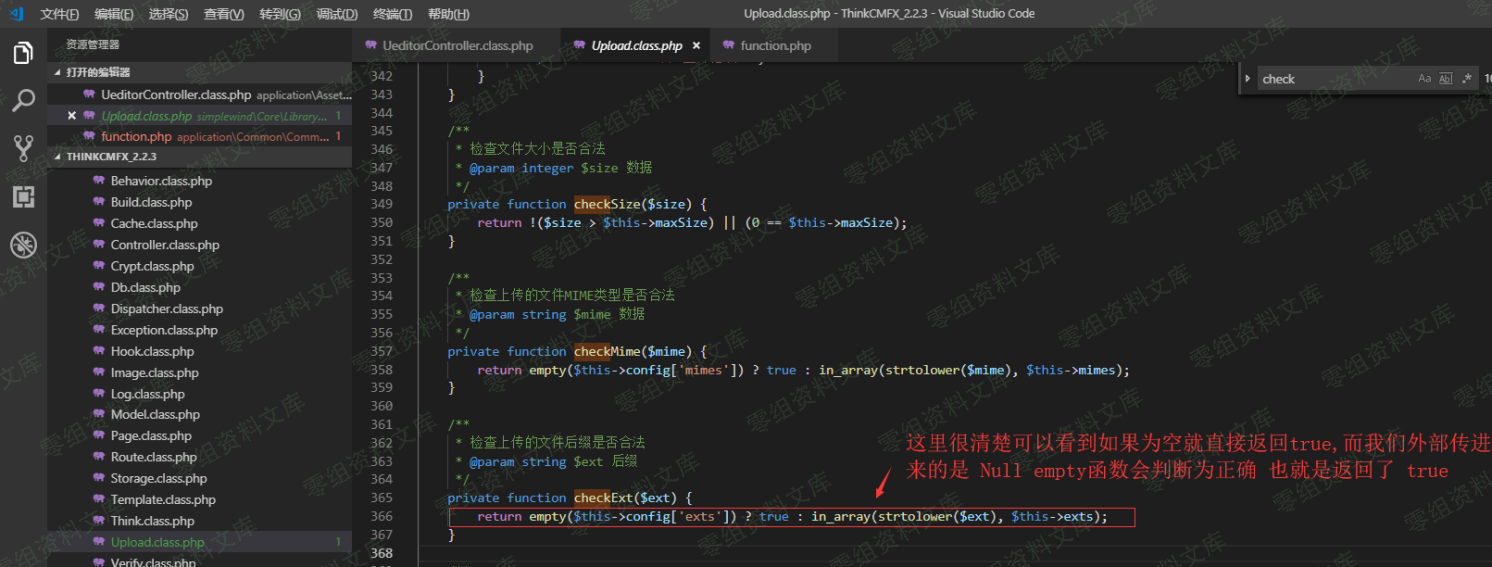 文件(F) 编辑(E) 选择(S) 查看(V) 转到(G) 调试(D) 终端(T) 帮助(H) Upload.class.php - ThinkCMFX_2.2.3 - Visual Studio Code
资源管理器
UeditorController.class.php Upload.class.php × function.php
check Aa Abl .*
打开的编辑器
UeditorController.class.php application\Asset...
× Upload.class.php simplewind\Core\Library... 1
function.php application\Common\Comm... 1
THINKCMFX_2.2.3
Behavior.class.php
Build.class.php
Cache.class.php
Controller.class.php
Crypt.class.php
Db.class.php
Dispatcher.class.php
Exception.class.php
Hook.class.php
Image.class.php
Log.class.php
Model.class.php
Page.class.php
Route.class.php
Storage.class.php
Template.class.php
Think.class.php
Upload.class.php 1
Verify.class.php
342 }
343 }
344
345 /**
346 * 检查文件大小是否合法
347 * @param integer $size 数据
348 */
349 private function checkSize($size) {
350 return !($size > $this->maxSize) || (0 == $this->maxSize);
351 }
352
353 /**
354 * 检查上传的文件MIME类型是否合法
355 * @param string $mime 数据
356 */
357 private function checkMime($mime) {
358 return empty($this->config['mimes']) ? true : in_array(strtolower($mime), $this->mimes);
359 }
360
361 /**
362 * 检查上传的文件后缀是否合法
363 * @param string $ext 后缀
364 */
365 private function checkExt($ext) {
366 return empty($this->config['exts']) ? true : in_array(strtolower($ext), $this->exts);
367 }
368
这里很清楚可以看到如果为空就直接返回true,而我们外部传进
来的是 Null empty函数会判断为正确 也就是返回了 true
零组资料文库